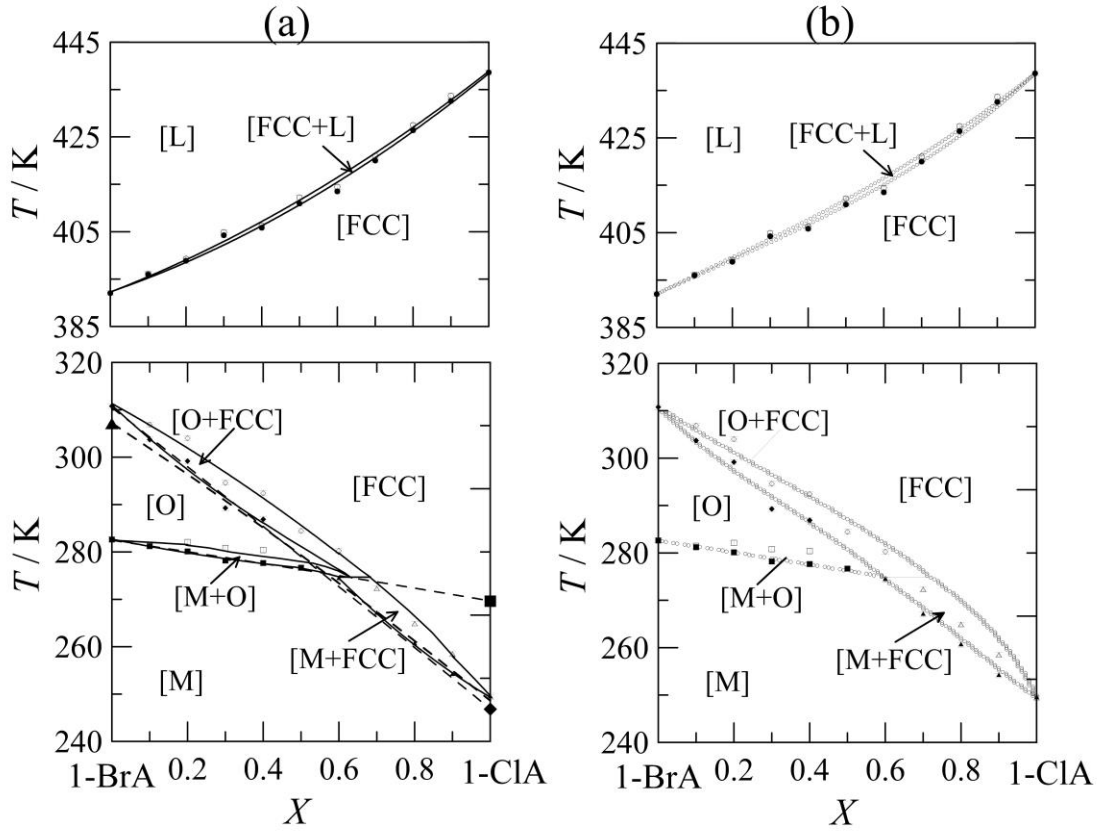 (a)
445
425
405
385
T / K
[L]
[FCC+L]
[FCC]
320
300
280
260
240
T / K
[O+FCC]
[FCC]
[O]
[M+O]
[M+FCC]
[M]
1-BrA 0.2 0.4 0.6 0.8 1-ClA
X
(b)
445
425
405
385
T / K
[L]
[FCC+L]
[FCC]
320
300
280
260
240
T / K
[O+FCC]
[FCC]
[O]
[M+O]
[M+FCC]
[M]
1-BrA 0.2 0.4 0.6 0.8 1-ClA
X